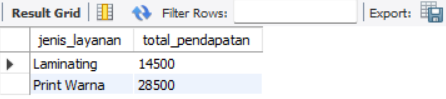 Result Grid Filter Rows: Export:
jenis_layanan total_pendapatan
Laminating 14500
Print Warna 28500